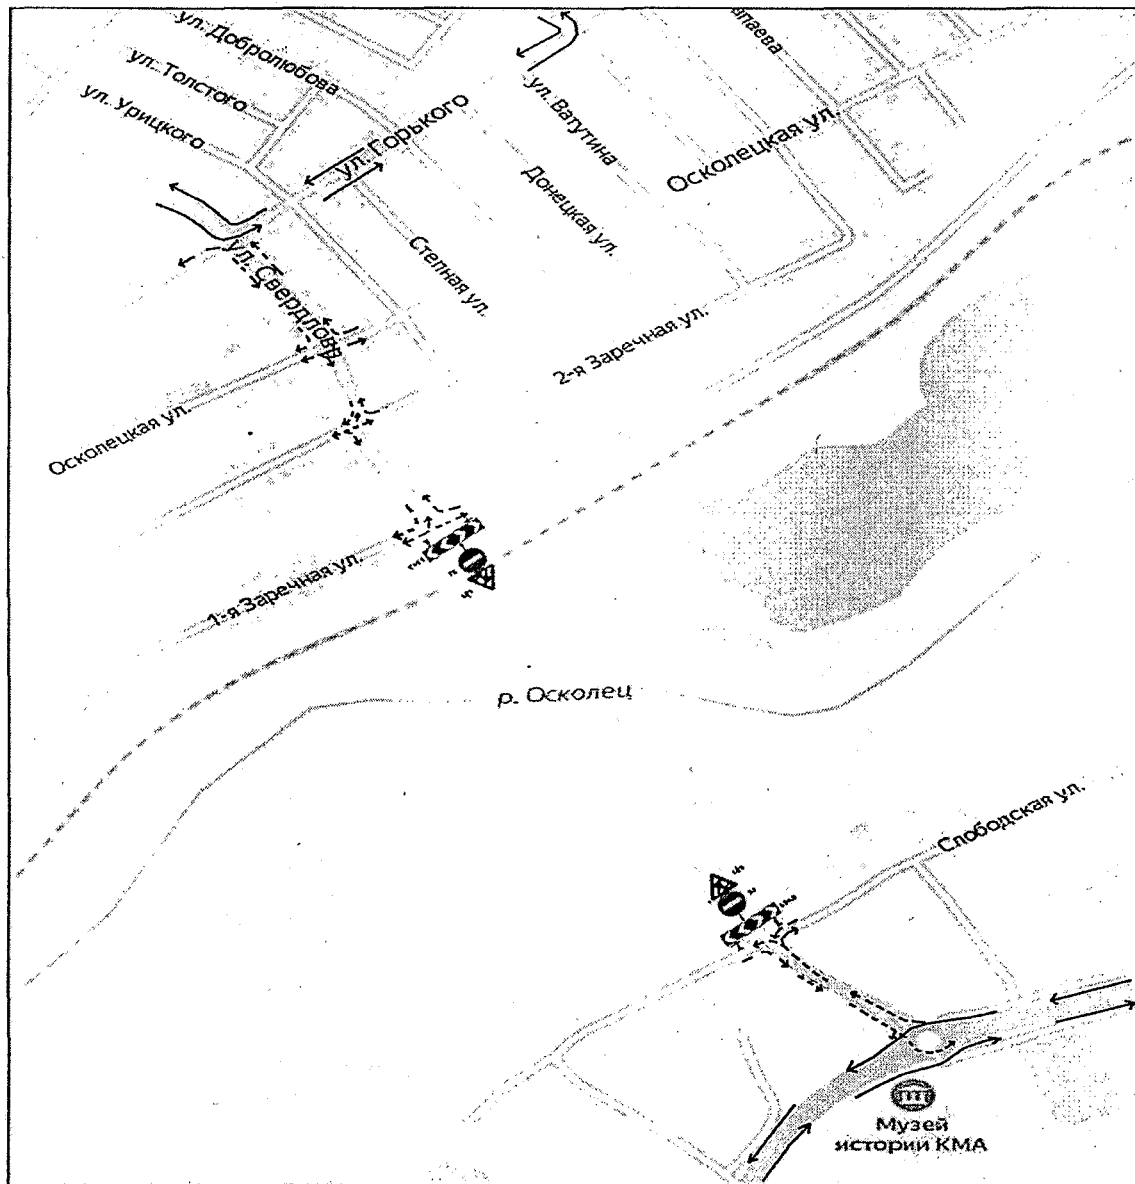 ул. Добролюбова
ул. Толстого
ул. Урицкого
ул. Горького
ул. Ватутина
Осколецкая ул.
Донецкая ул.
Степная ул.
ул. Свердлова
2-я Заречная ул.
Осколецкая ул.
1-я Заречная ул.
р. Осколец
Слободская ул.
Музей
истории КМА